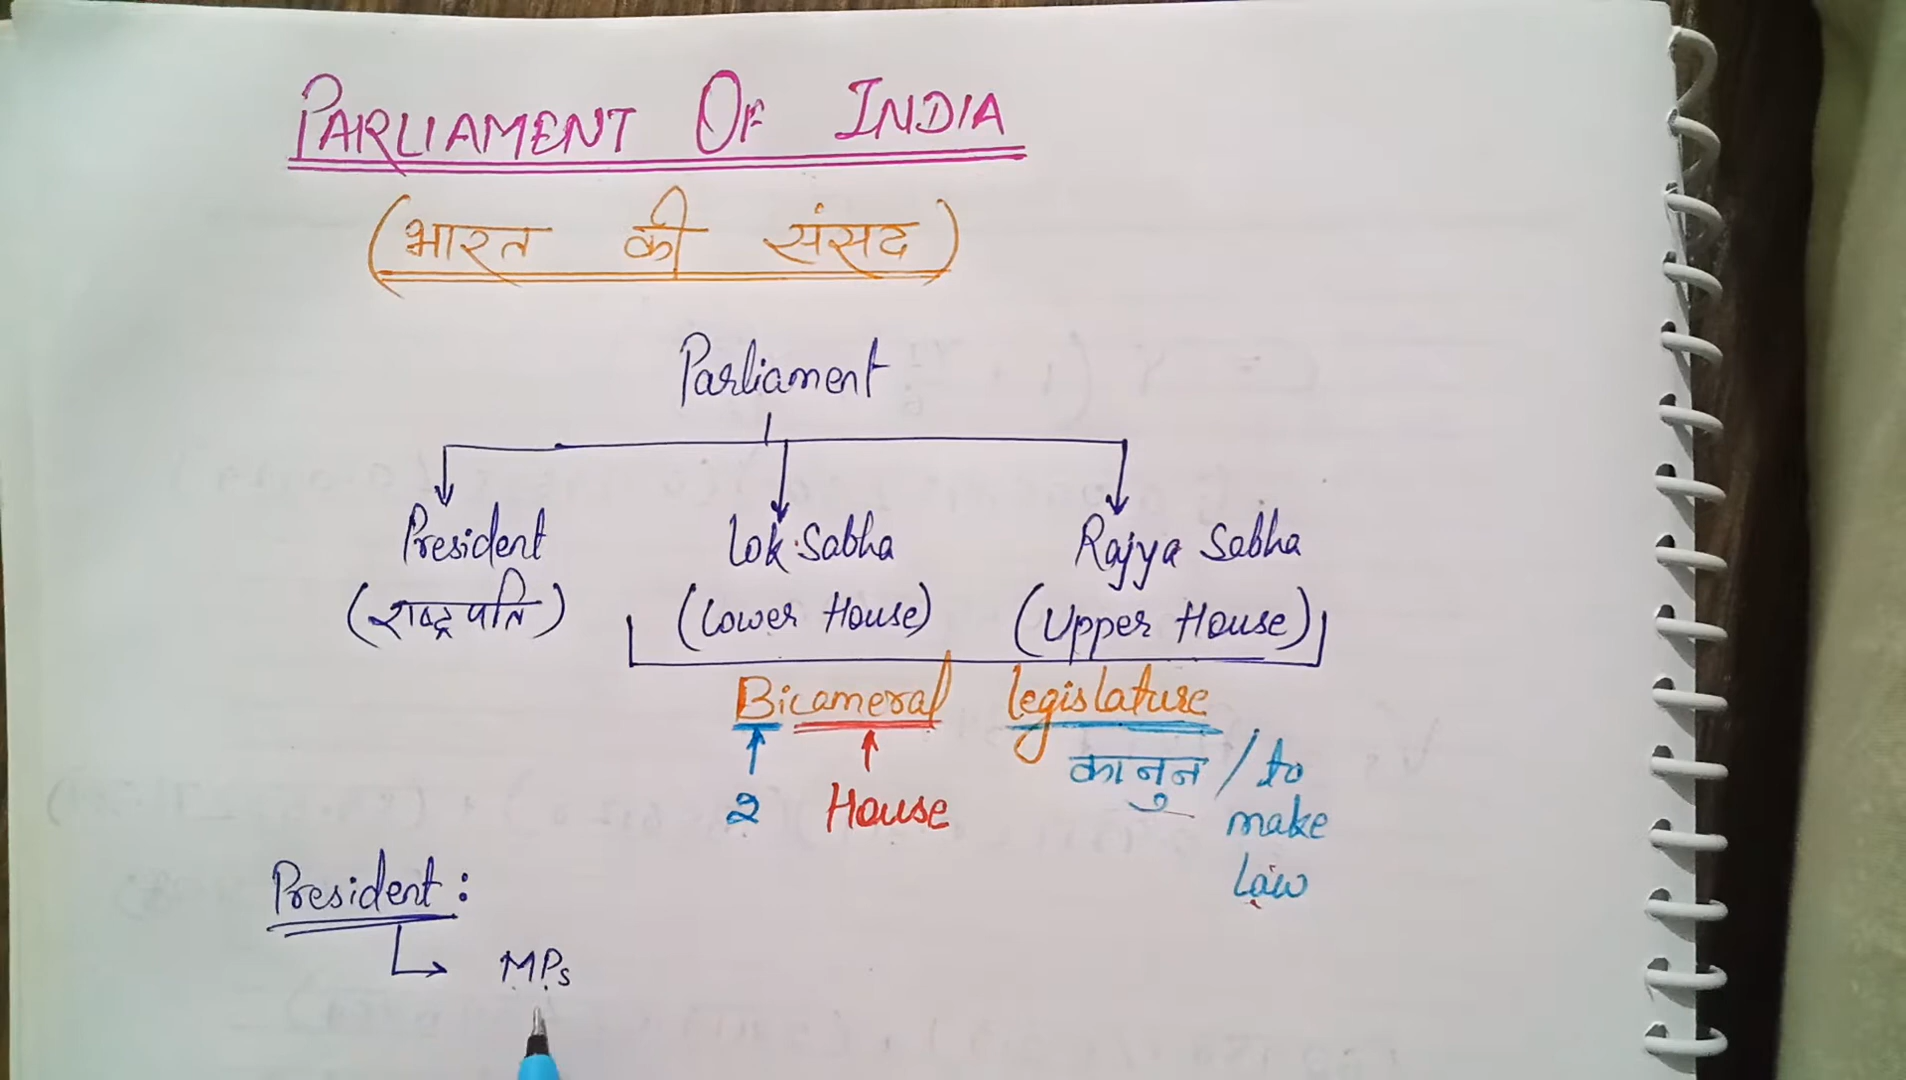 PARLIAMENT OF INDIA
(भारत की संसद)
Parliament
President Lok Sabha Rajya Sabha
(राष्ट्रपति) (Lower House) (Upper House)
Bicameral legislature
2 House कानुन / to
make
law
President :
MPs